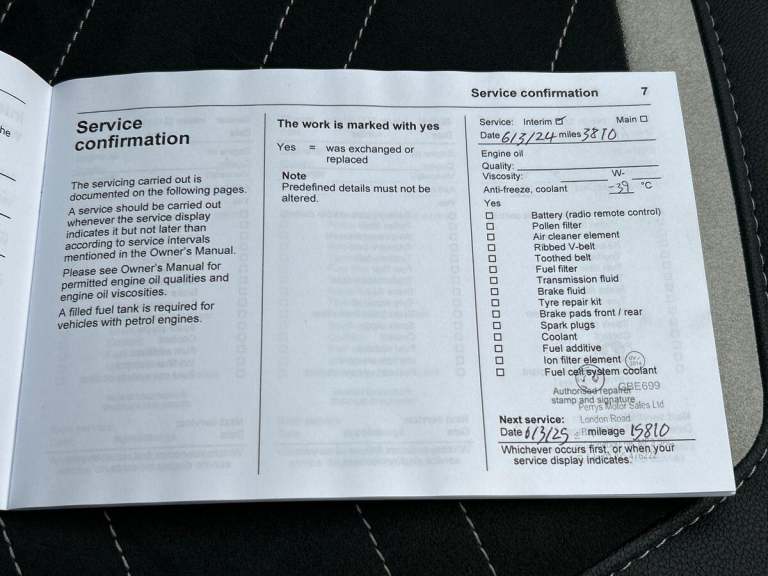 he
Service confirmation 7
Service
confirmation
The servicing carried out is
documented on the following pages.
A service should be carried out
whenever the service display
indicates it but not later than
according to service intervals
mentioned in the Owner's Manual.
Please see Owner's Manual for
permitted engine oil qualities and
engine oil viscosities.
A filled fuel tank is required for
vehicles with petrol engines.
The work is marked with yes
Yes = was exchanged or
replaced
Note
Predefined details must not be
altered.
Service: Interim ☑ Main ☐
Date 6/3/24 miles 3810
Engine oil
Quality:
Viscosity: W-
Anti-freeze, coolant -39 °C
Yes
☐ Battery (radio remote control)
☐ Pollen filter
☐ Air cleaner element
☐ Ribbed V-belt
☐ Toothed belt
☐ Fuel filter
☐ Transmission fluid
☐ Brake fluid
☐ Tyre repair kit
☐ Brake pads front / rear
☐ Spark plugs
☐ Coolant
☐ Fuel additive
☐ Ion filter element
☐ Fuel cell system coolant
Authorised repairer GBE699
stamp and signature
Perrys Motor Sales Ltd
Next service: London Road
Date 6/3/25 mileage 15810
Whichever occurs first, or when your
service display indicates.